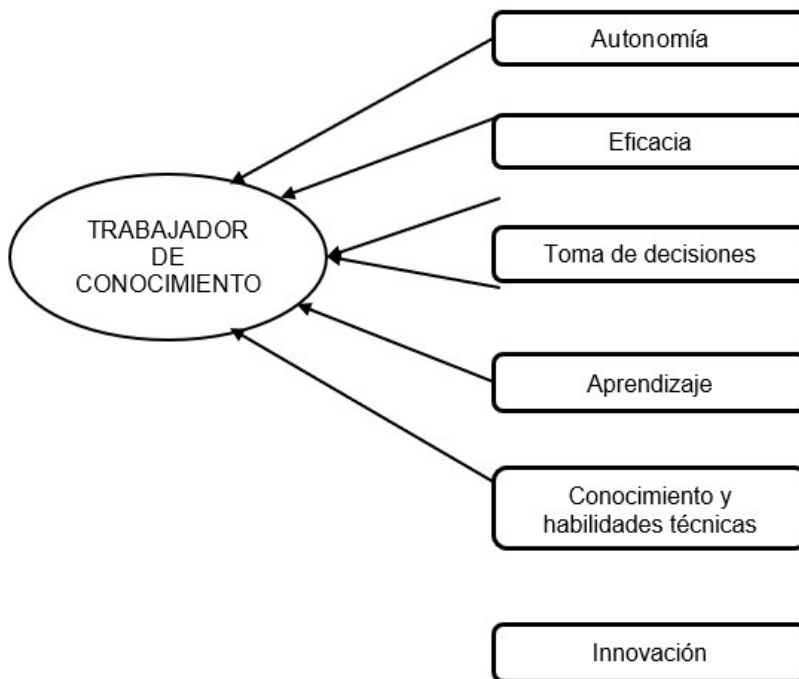 Autonomía
Eficacia
TRABAJADOR
DE
CONOCIMIENTO
Toma de decisiones
Aprendizaje
Conocimiento y
habilidades técnicas
Innovación